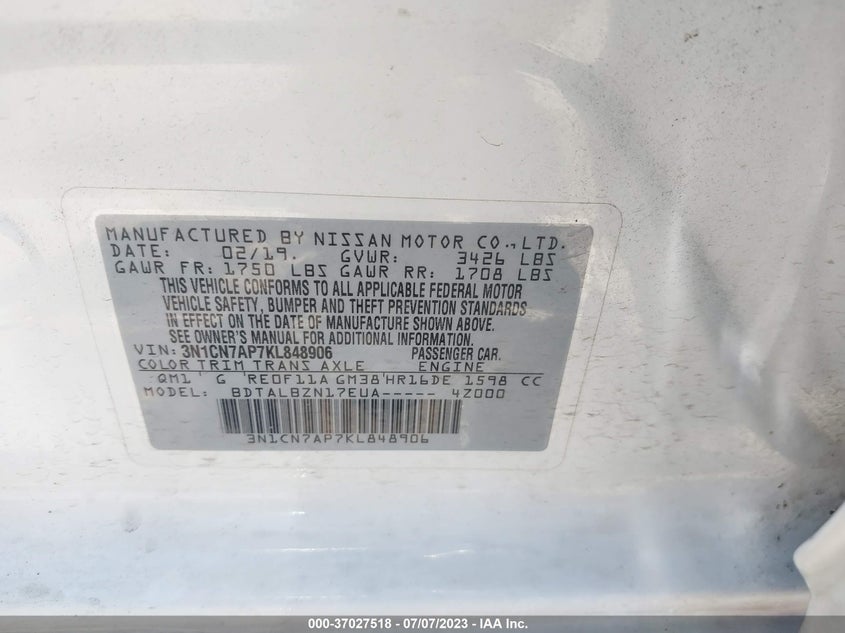 MANUFACTURED BY NISSAN MOTOR CO., LTD.
DATE: 02/19. GVWR: 3426 LBS
GAWR FR: 1750 LBS GAWR RR: 1708 LBS
THIS VEHICLE CONFORMS TO ALL APPLICABLE FEDERAL MOTOR
VEHICLE SAFETY, BUMPER AND THEFT PREVENTION STANDARDS
IN EFFECT ON THE DATE OF MANUFACTURE SHOWN ABOVE.
SEE OWNER'S MANUAL FOR ADDITIONAL INFORMATION.
VIN: 3N1CN7AP7KL848906 PASSENGER CAR.
COLOR TRIM TRANS AXLE ENGINE
QM1 ' G ' RE0F11A GM38 'HR16DE 1598 CC
MODEL: BDTALBZN17EUA----- 4Z000
3N1CN7AP7KL848906
000-37027518 - 07/07/2023 - © IAA Inc.